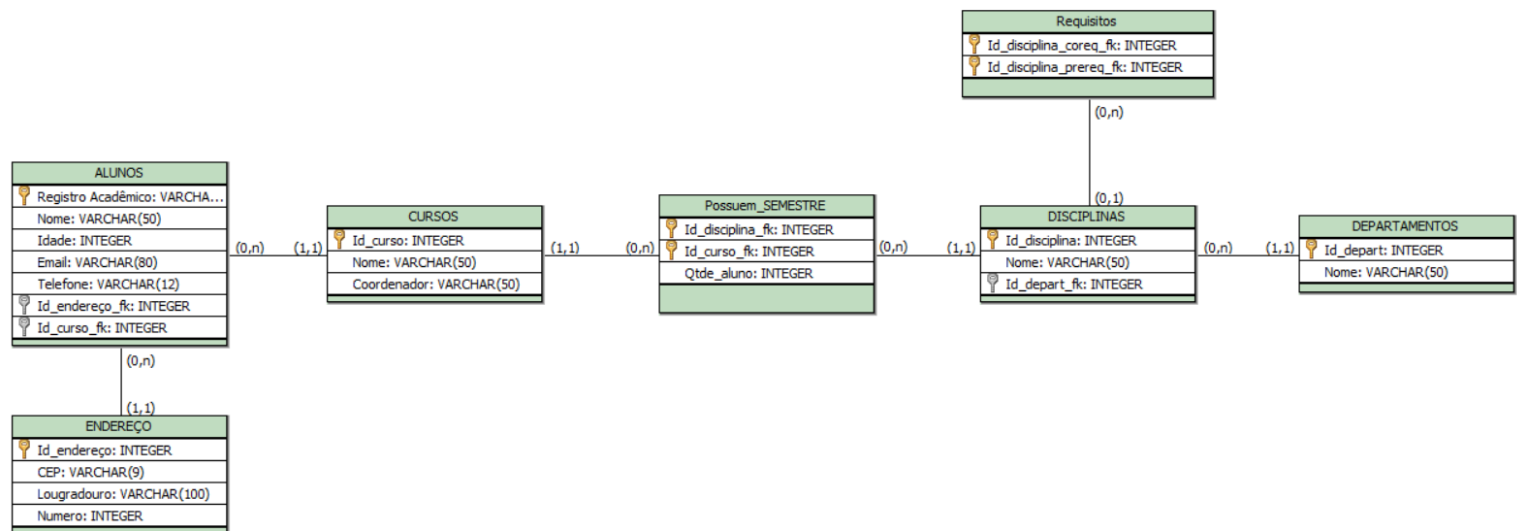 Requisitos
Id_disciplina_coreq_fk: INTEGER
Id_disciplina_prereq_fk: INTEGER
(0,n)
(0,1)
ALUNOS
Registro Acadêmico: VARCHA...
Nome: VARCHAR(50)
Idade: INTEGER
Email: VARCHAR(80)
Telefone: VARCHAR(12)
Id_endereço_fk: INTEGER
Id_curso_fk: INTEGER
(0,n)
(1,1)
CURSOS
Id_curso: INTEGER
Nome: VARCHAR(50)
Coordenador: VARCHAR(50)
(1,1)
(0,n)
Possuem_SEMESTRE
Id_disciplina_fk: INTEGER
Id_curso_fk: INTEGER
Qtde_aluno: INTEGER
(0,n)
(1,1)
DISCIPLINAS
Id_disciplina: INTEGER
Nome: VARCHAR(50)
Id_depart_fk: INTEGER
(0,n)
(1,1)
DEPARTAMENTOS
Id_depart: INTEGER
Nome: VARCHAR(50)
(0,n)
(1,1)
ENDEREÇO
Id_endereço: INTEGER
CEP: VARCHAR(9)
Lougradouro: VARCHAR(100)
Numero: INTEGER